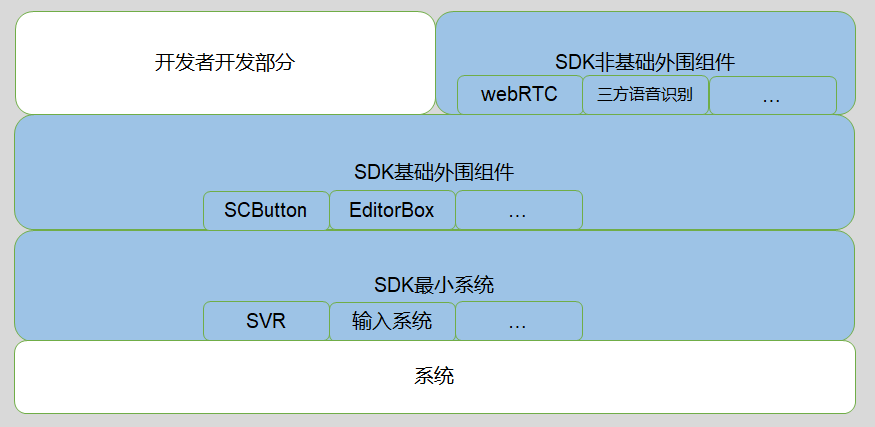 开发者开发部分
SDK非基础外围组件
webRTC
三方语音识别
...
SDK基础外围组件
SCButton
EditorBox
...
SDK最小系统
SVR
输入系统
...
系统